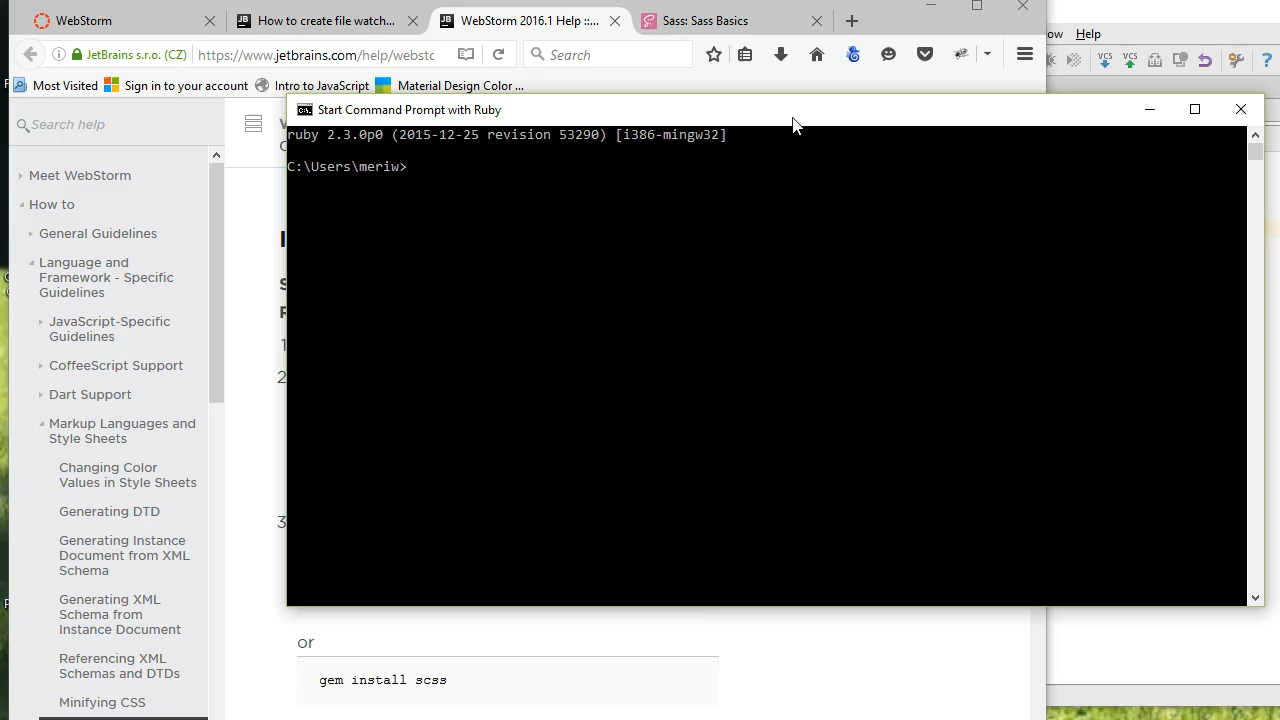 WebStorm
How to create file watch...
WebStorm 2016.1 Help ::...
Sass: Sass Basics
JetBrains s.r.o. (CZ)
https://www.jetbrains.com/help/webstc
Search
Most Visited
Sign in to your account
Intro to JavaScript
Material Design Color ...
Help
VCS
VCS
Search help
Start Command Prompt with Ruby
ruby 2.3.0p0 (2015-12-25 revision 53290) [i386-mingw32]
C:\Users\meriw>
Meet WebStorm
How to
General Guidelines
Language and
Framework - Specific
Guidelines
JavaScript-Specific
Guidelines
CoffeeScript Support
Dart Support
Markup Languages and
Style Sheets
Changing Color
Values in Style Sheets
Generating DTD
Generating Instance
Document from XML
Schema
Generating XML
Schema from
Instance Document
Referencing XML
Schemas and DTDs
Minifying CSS
1
2
3
or
gem install scss